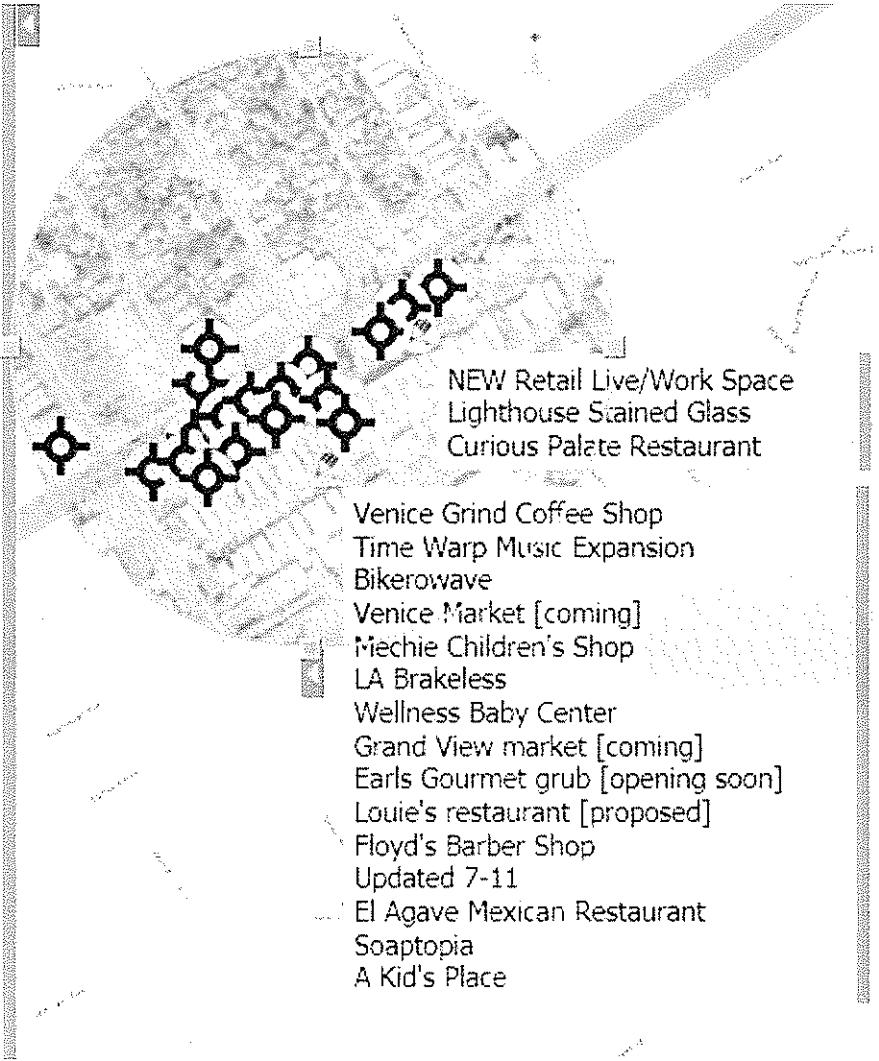 NEW Retail Live/Work Space
Lighthouse Stained Glass
Curious Palate Restaurant
Venice Grind Coffee Shop
Time Warp Music Expansion
Bikerowave
Venice Market [coming]
Mechie Children's Shop
LA Brakeless
Wellness Baby Center
Grand View market [coming]
Earls Gourmet grub [opening soon]
Louie's restaurant [proposed]
Floyd's Barber Shop
Updated 7-11
El Agave Mexican Restaurant
Soaptopia
A Kid's Place